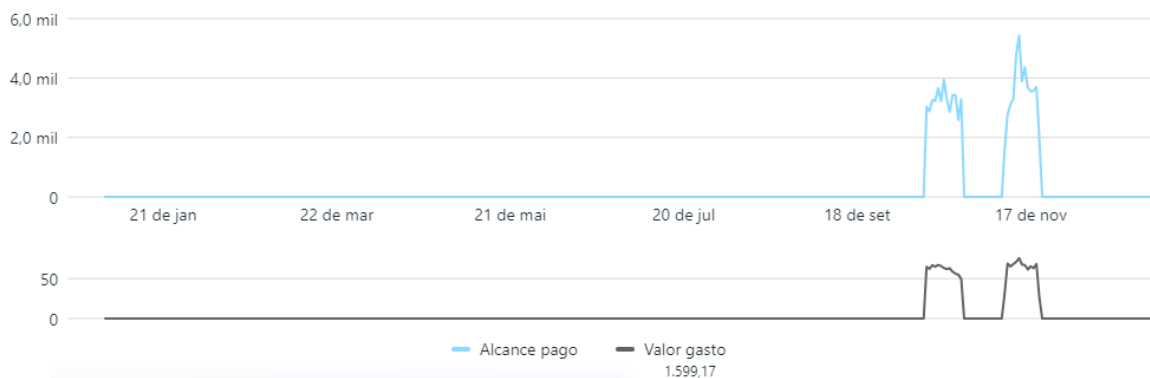 6,0 mil
4,0 mil
2,0 mil
0
21 de jan 22 de mar 21 de mai 20 de jul 18 de set 17 de nov
50
0
Alcance pago Valor gasto
1.599,17